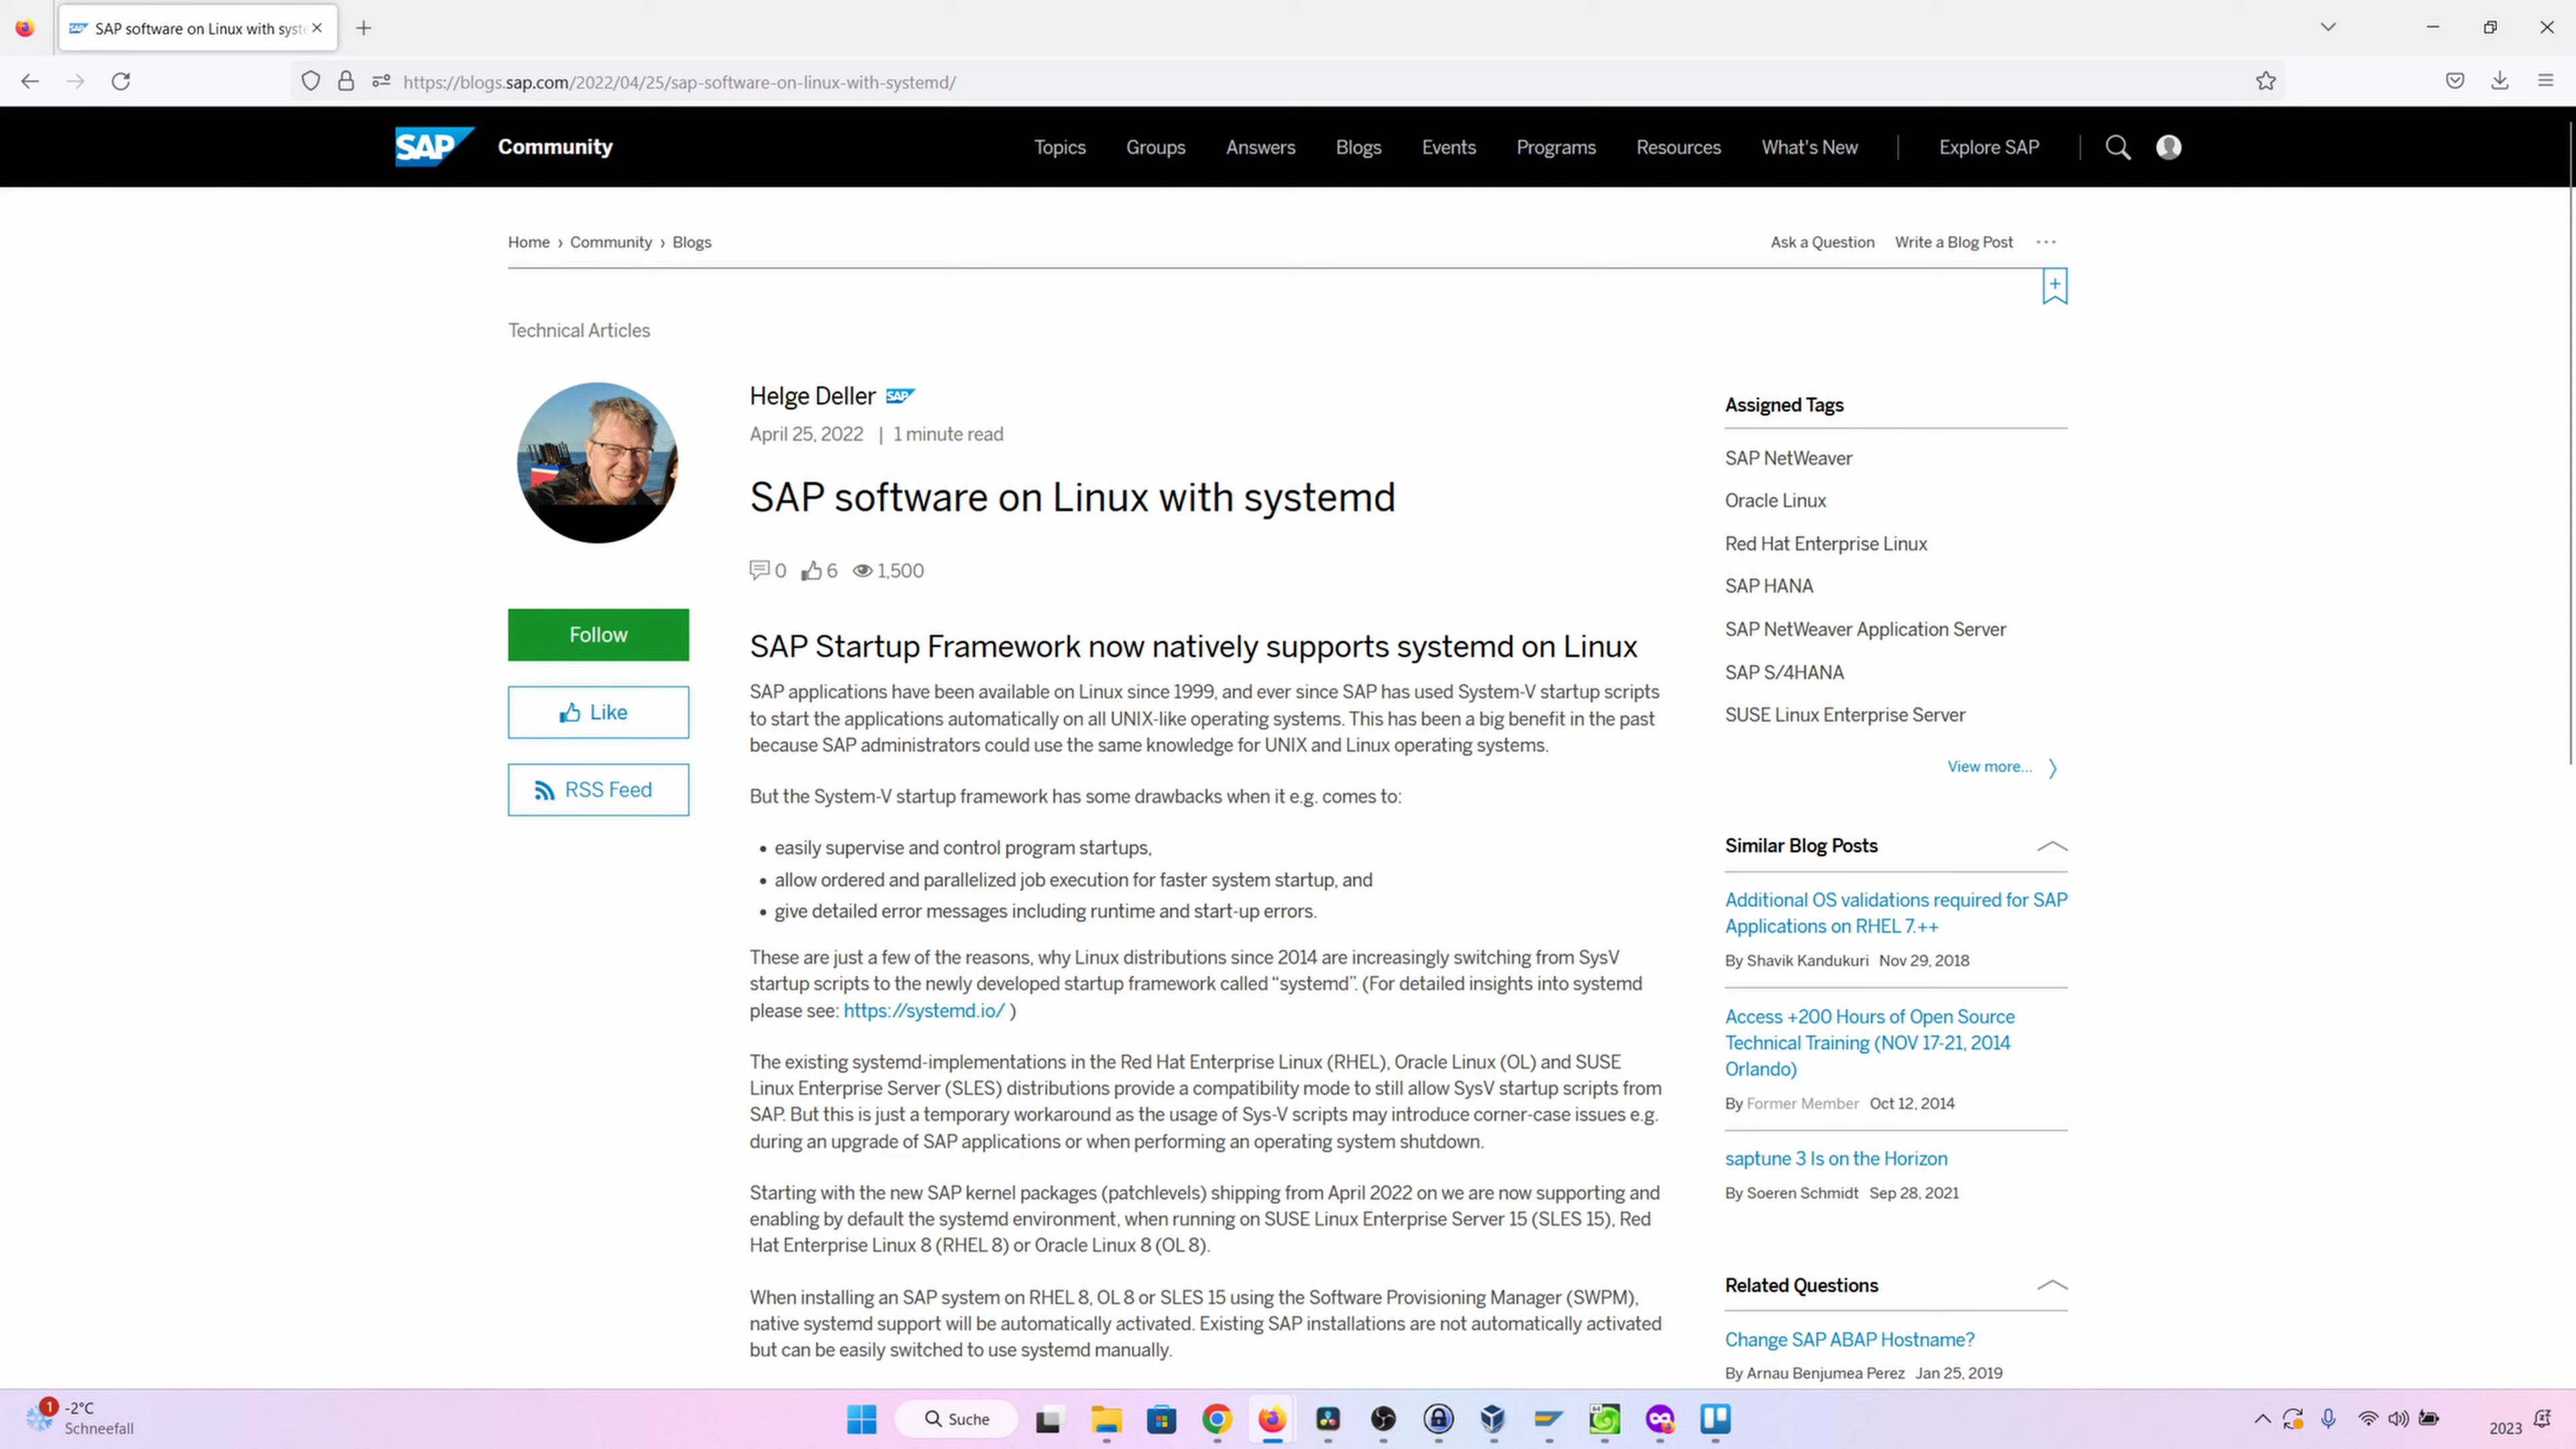 SAP software on Linux with syste
https://blogs.sap.com/2022/04/25/sap-software-on-linux-with-systemd/
SAP Community Topics Groups Answers Blogs Events Programs Resources What's New Explore SAP
Home › Community › Blogs Ask a Question Write a Blog Post
Technical Articles
Helge Deller SAP
April 25, 2022 | 1 minute read
SAP software on Linux with systemd
0 6 1,500
Follow
Like
RSS Feed
SAP Startup Framework now natively supports systemd on Linux
SAP applications have been available on Linux since 1999, and ever since SAP has used System-V startup scripts
to start the applications automatically on all UNIX-like operating systems. This has been a big benefit in the past
because SAP administrators could use the same knowledge for UNIX and Linux operating systems.
But the System-V startup framework has some drawbacks when it e.g. comes to:
• easily supervise and control program startups,
• allow ordered and parallelized job execution for faster system startup, and
• give detailed error messages including runtime and start-up errors.
These are just a few of the reasons, why Linux distributions since 2014 are increasingly switching from SysV
startup scripts to the newly developed startup framework called “systemd”. (For detailed insights into systemd
please see: https://systemd.io/ )
The existing systemd-implementations in the Red Hat Enterprise Linux (RHEL), Oracle Linux (OL) and SUSE
Linux Enterprise Server (SLES) distributions provide a compatibility mode to still allow SysV startup scripts from
SAP. But this is just a temporary workaround as the usage of Sys-V scripts may introduce corner-case issues e.g.
during an upgrade of SAP applications or when performing an operating system shutdown.
Starting with the new SAP kernel packages (patchlevels) shipping from April 2022 on we are now supporting and
enabling by default the systemd environment, when running on SUSE Linux Enterprise Server 15 (SLES 15), Red
Hat Enterprise Linux 8 (RHEL 8) or Oracle Linux 8 (OL 8).
When installing an SAP system on RHEL 8, OL 8 or SLES 15 using the Software Provisioning Manager (SWPM),
native systemd support will be automatically activated. Existing SAP installations are not automatically activated
but can be easily switched to use systemd manually.
Assigned Tags
SAP NetWeaver
Oracle Linux
Red Hat Enterprise Linux
SAP HANA
SAP NetWeaver Application Server
SAP S/4HANA
SUSE Linux Enterprise Server
View more...
Similar Blog Posts
Additional OS validations required for SAP
Applications on RHEL 7.++
By Shavik Kandukuri Nov 29, 2018
Access +200 Hours of Open Source
Technical Training (NOV 17-21, 2014
Orlando)
By Former Member Oct 12, 2014
saptune 3 Is on the Horizon
By Soeren Schmidt Sep 28, 2021
Related Questions
Change SAP ABAP Hostname?
By Arnau Benjumea Perez Jan 25, 2019
1 -2°C
Schneefall
Suche
2023